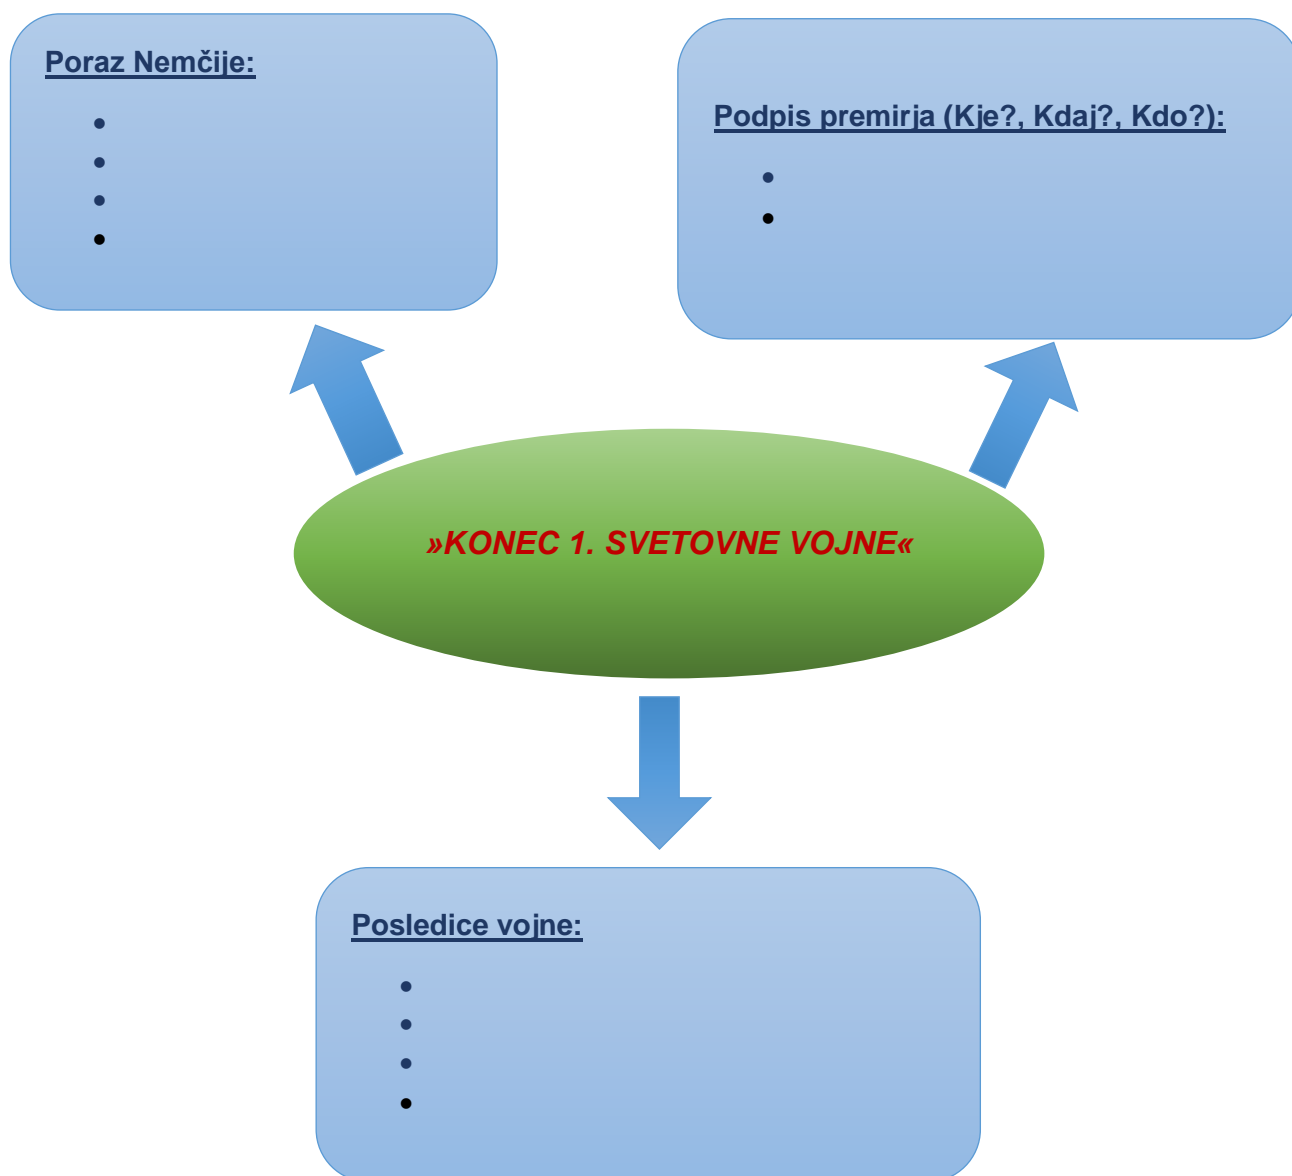 Poraz Nemčije:
•
•
•
•
Podpis premirja (Kje?, Kdaj?, Kdo?):
•
•
»KONEC 1. SVETOVNE VOJNE«
Posledice vojne:
•
•
•
•